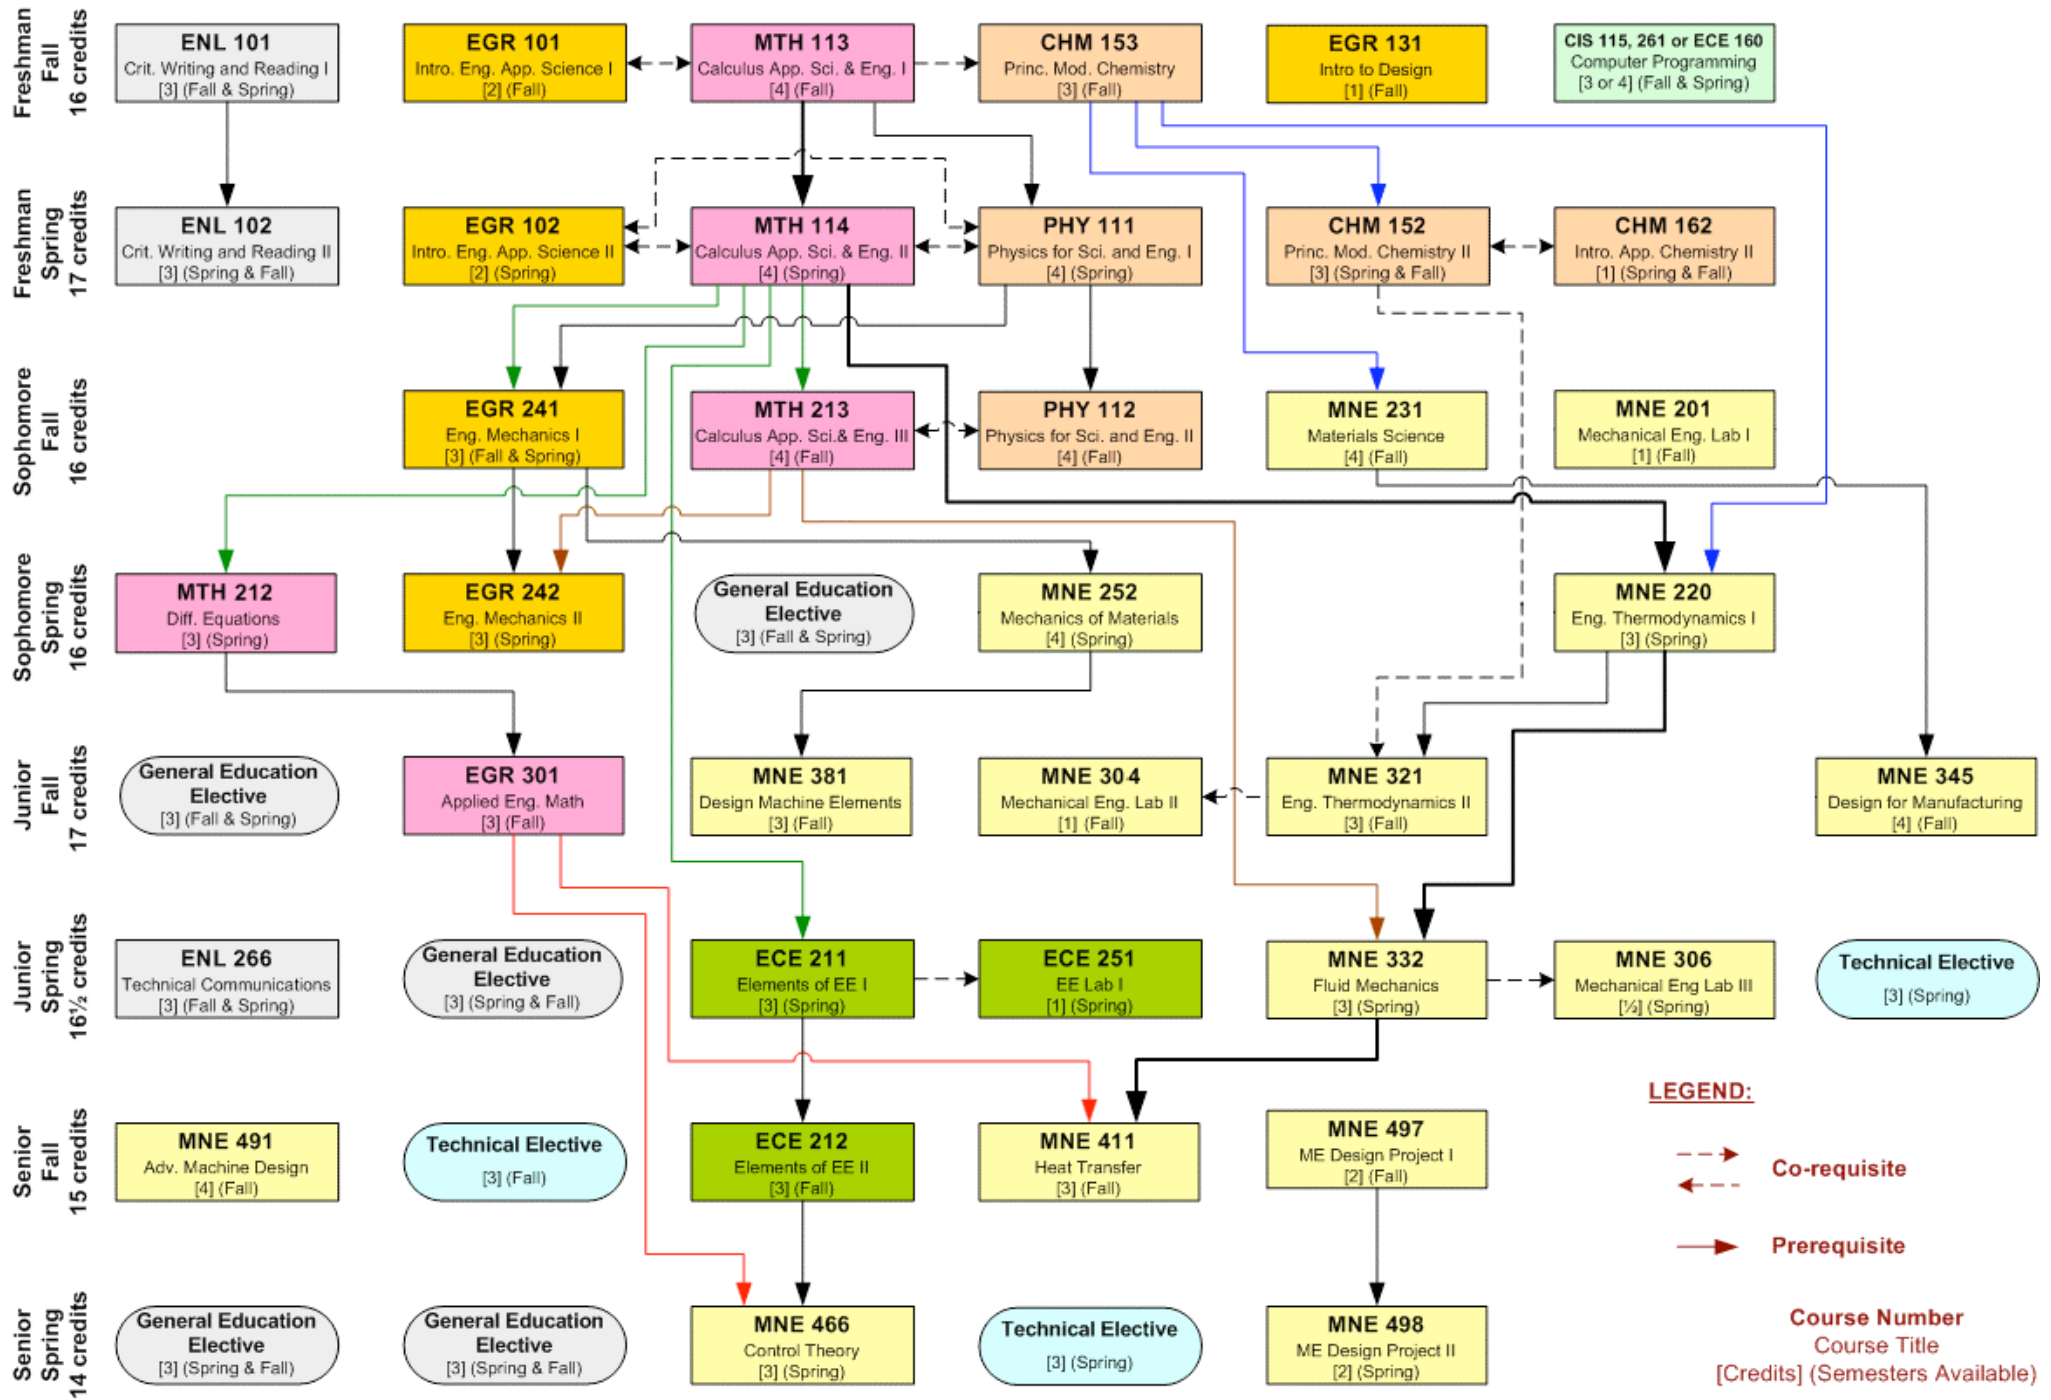 Freshman
Fall
16 credits
ENL 101
Crit. Writing and Reading I
[3] (Fall & Spring)
EGR 101
Intro. Eng. App. Science I
[2] (Fall)
MTH 113
Calculus App. Sci. & Eng. I
[4] (Fall)
CHM 153
Princ. Mod. Chemistry
[3] (Fall)
EGR 131
Intro to Design
[1] (Fall)
CIS 115, 261 or ECE 160
Computer Programming
[3 or 4] (Fall & Spring)
Freshman
Spring
17 credits
ENL 102
Crit. Writing and Reading II
[3] (Spring & Fall)
EGR 102
Intro. Eng. App. Science II
[2] (Spring)
MTH 114
Calculus App. Sci. & Eng. II
[4] (Spring)
PHY 111
Physics for Sci. and Eng. I
[4] (Spring)
CHM 152
Princ. Mod. Chemistry II
[3] (Spring & Fall)
CHM 162
Intro. App. Chemistry II
[1] (Spring & Fall)
Sophomore
Fall
16 credits
EGR 241
Eng. Mechanics I
[3] (Fall & Spring)
MTH 213
Calculus App. Sci.& Eng. III
[4] (Fall)
PHY 112
Physics for Sci. and Eng. II
[4] (Fall)
MNE 231
Materials Science
[4] (Fall)
MNE 201
Mechanical Eng. Lab I
[1] (Fall)
Sophomore
Spring
16 credits
MTH 212
Diff. Equations
[3] (Spring)
EGR 242
Eng. Mechanics II
[3] (Spring)
General Education
Elective
[3] (Fall & Spring)
MNE 252
Mechanics of Materials
[4] (Spring)
MNE 220
Eng. Thermodynamics I
[3] (Spring)
Junior
Fall
17 credits
General Education
Elective
[3] (Fall & Spring)
EGR 301
Applied Eng. Math
[3] (Fall)
MNE 381
Design Machine Elements
[3] (Fall)
MNE 304
Mechanical Eng. Lab II
[1] (Fall)
MNE 321
Eng. Thermodynamics II
[3] (Fall)
MNE 345
Design for Manufacturing
[4] (Fall)
Junior
Spring
16½ credits
ENL 266
Technical Communications
[3] (Fall & Spring)
General Education
Elective
[3] (Spring & Fall)
ECE 211
Elements of EE I
[3] (Spring)
ECE 251
EE Lab I
[1] (Spring)
MNE 332
Fluid Mechanics
[3] (Spring)
MNE 306
Mechanical Eng Lab III
[½] (Spring)
Technical Elective
[3] (Spring)
Senior
Fall
15 credits
MNE 491
Adv. Machine Design
[4] (Fall)
Technical Elective
[3] (Fall)
ECE 212
Elements of EE II
[3] (Fall)
MNE 411
Heat Transfer
[3] (Fall)
MNE 497
ME Design Project I
[2] (Fall)
LEGEND:
Co-requisite
Prerequisite
Senior
Spring
14 credits
General Education
Elective
[3] (Spring & Fall)
General Education
Elective
[3] (Spring & Fall)
MNE 466
Control Theory
[3] (Spring)
Technical Elective
[3] (Spring)
MNE 498
ME Design Project II
[2] (Spring)
Course Number
Course Title
[Credits] (Semesters Available)